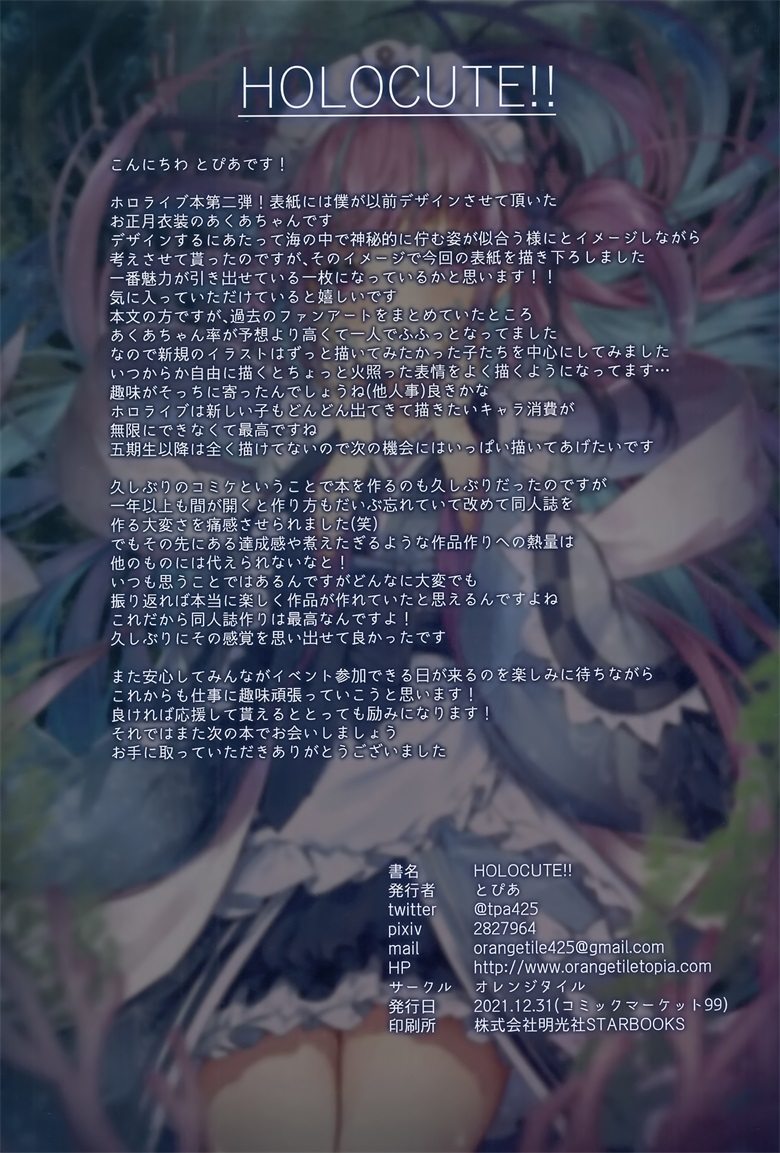 HOLOCUTE!!
こんにちわ とぴあです！
ホロライブ本第二弾！表紙には僕が以前デザインさせて頂いた
お正月衣装のあくあちゃんです
デザインするにあたって海の中で神秘的に佇む姿が似合う様にとイメージしながら
考えさせて貰ったのですが、そのイメージで今回の表紙を描き下ろしました
一番魅力が引き出せている一枚になっているかと思います！！
気に入っていただけていると嬉しいです
本文の方ですが、過去のファンアートをまとめていたところ
あくあちゃん率が予想より高くて一人でふふっとなってました
なので新規のイラストはずっと描いてみたかった子たちを中心にしてみました
いつからか自由に描くとちょっと火照った表情をよく描くようになってます…
趣味がそっちに寄ったんでしょうね(他人事)良きかな
ホロライブは新しい子もどんどん出てきて描きたいキャラ消費が
無限にできなくて最高ですね
五期生以降は全く描けてないので次の機会にはいっぱい描いてあげたいです
久しぶりのコミケということで本を作るのも久しぶりだったのですが
一年以上も間が開くと作り方もだいぶ忘れていて改めて同人誌を
作る大変さを痛感させられました(笑)
でもその先にある達成感や煮えたぎるような作品作りへの熱量は
他のものには代えられないなと！
いつも思うことではあるんですがどんなに大変でも
振り返れば本当に楽しく作品が作れていたと思えるんですよね
これだから同人誌作りは最高なんですよ！
久しぶりにその感覚を思い出せて良かったです
また安心してみんながイベント参加できる日が来るのを楽しみに待ちながら
これからも仕事に趣味頑張っていこうと思います！
良ければ応援して貰えるととっても励みになります！
それではまた次の本でお会いしましょう
お手に取っていただきありがとうございました
書名 HOLOCUTE!!
発行者 とぴあ
twitter @tpa425
pixiv 2827964
mail orangetile425@gmail.com
HP http://www.orangetiletopia.com
サークル オレンジタイル
発行日 2021.12.31(コミックマーケット99)
印刷所 株式会社明光社STARBOOKS